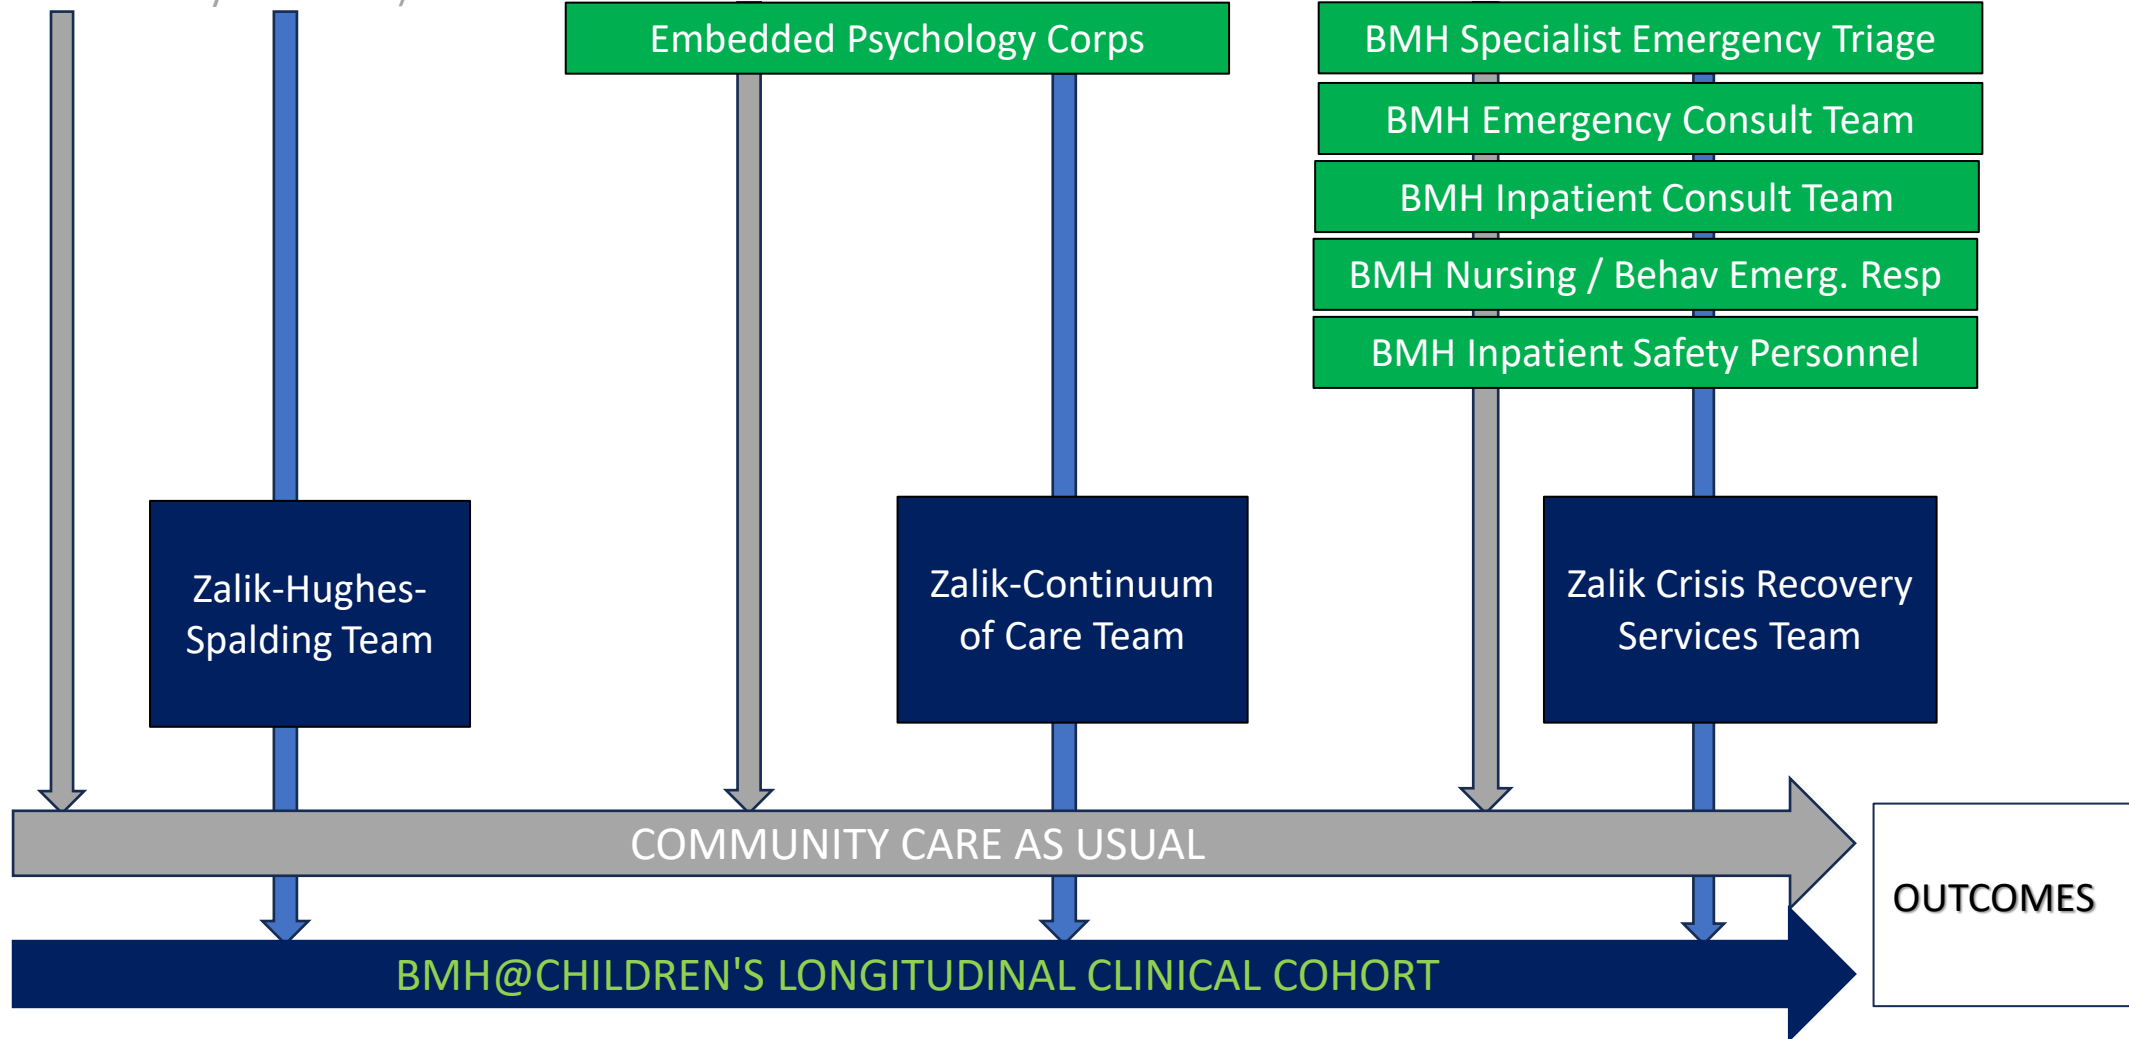 Embedded Psychology Corps
BMH Specialist Emergency Triage
BMH Emergency Consult Team
BMH Inpatient Consult Team
BMH Nursing / Behav Emerg. Resp
BMH Inpatient Safety Personnel
Zalik-Hughes-
Spalding Team
Zalik-Continuum
of Care Team
Zalik Crisis Recovery
Services Team
COMMUNITY CARE AS USUAL
OUTCOMES
BMH@CHILDREN'S LONGITUDINAL CLINICAL COHORT